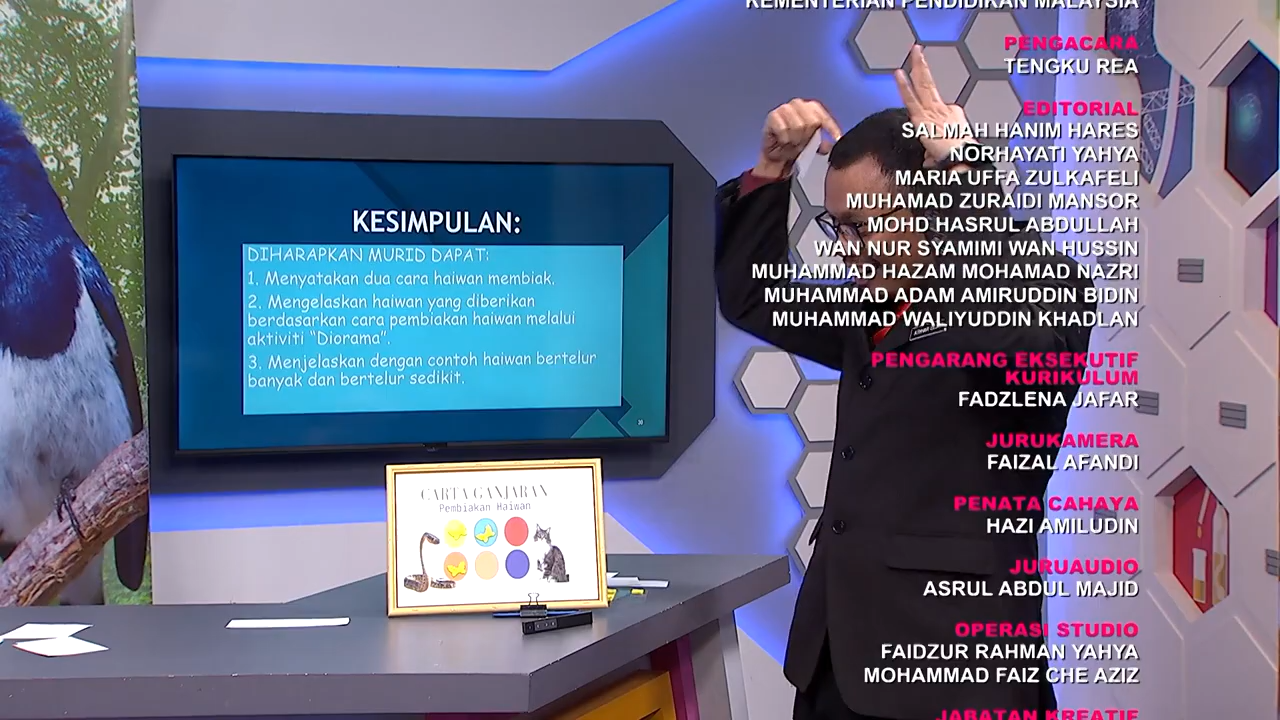 KEMENTERIAN PENDIDIKAN MALAYSIA
PENGACARA
TENGKU REA
EDITORIAL
SALMAH HANIM HARES
NORHAYATI YAHYA
MARIA UFFA ZULKAFELI
MUHAMAD ZURAIDI MANSOR
MOHD HASRUL ABDULLAH
WAN NUR SYAMIMI WAN HUSSIN
MUHAMMAD HAZAM MOHAMAD NAZRI
MUHAMMAD ADAM AMIRUDDIN BIDIN
MUHAMMAD WALIYUDDIN KHADLAN
PENGARANG EKSEKUTIF
KURIKULUM
FADZLENA JAFAR
JURUKAMERA
FAIZAL AFANDI
PENATA CAHAYA
HAZI AMILUDIN
JURUAUDIO
ASRUL ABDUL MAJID
OPERASI STUDIO
FAIDZUR RAHMAN YAHYA
MOHAMMAD FAIZ CHE AZIZ
JABATAN KREATIF
KESIMPULAN:
DIHARAPKAN MURID DAPAT:
1. Menyatakan dua cara haiwan membiak.
2. Mengelaskan haiwan yang diberikan
berdasarkan cara pembiakan haiwan melalui
aktiviti “Diorama”.
3. Menjelaskan dengan contoh haiwan bertelur
banyak dan bertelur sedikit.
30
CARTA GANJARAN
Pembiakan Haiwan